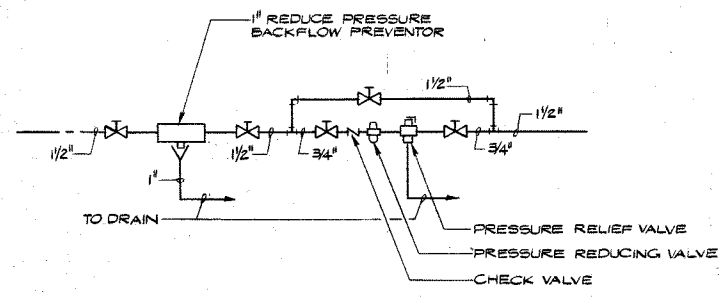 1" REDUCE PRESSURE
BACKFLOW PREVENTOR
1 1/2"
1 1/2"
1 1/2"
1 1/2"
3/4"
3/4"
1"
TO DRAIN
PRESSURE RELIEF VALVE
PRESSURE REDUCING VALVE
CHECK VALVE